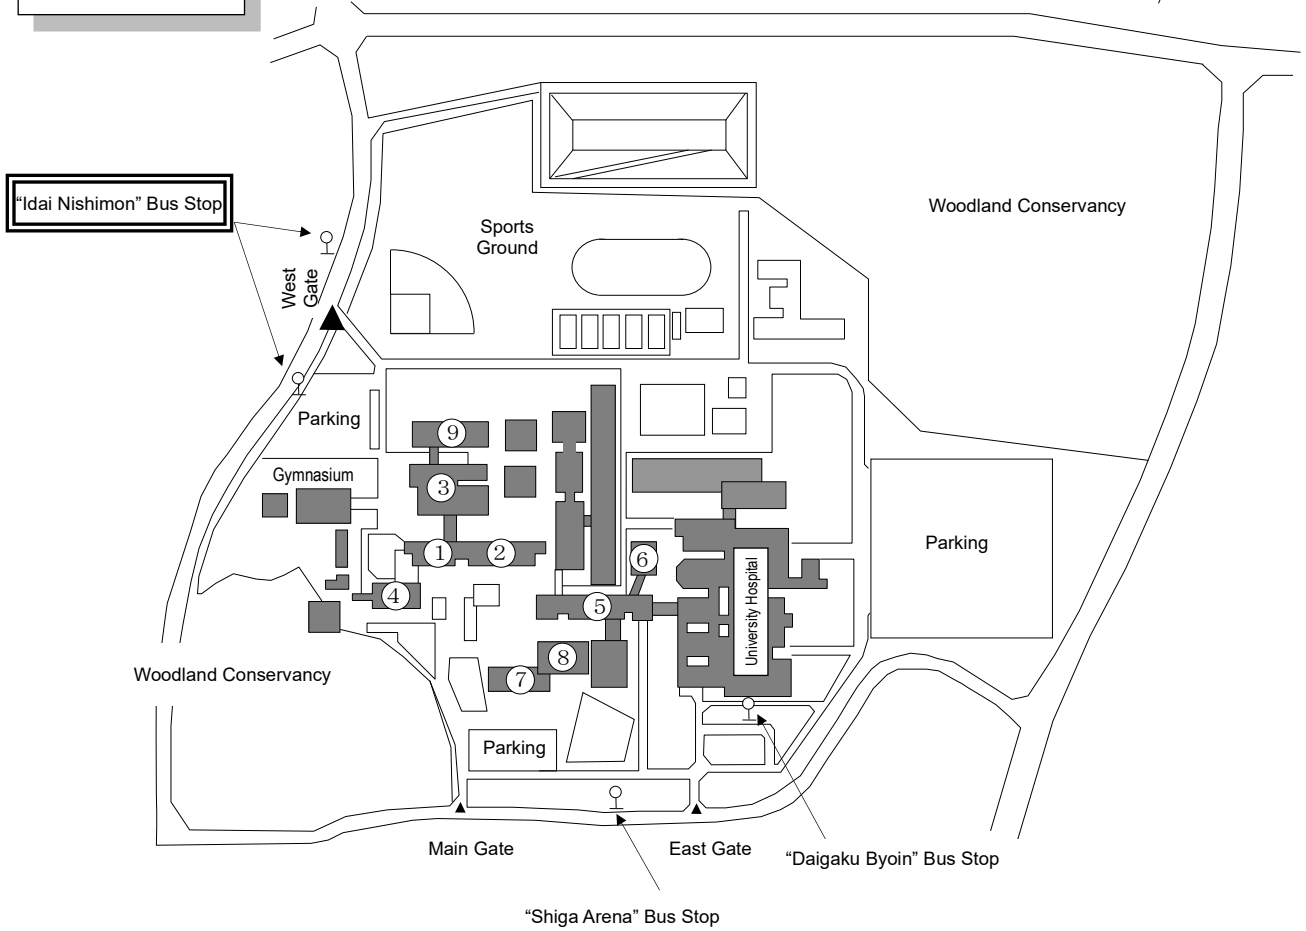 “Idai Nishimon” Bus Stop
West
Gate
Sports
Ground
Woodland Conservancy
Parking
Gymnasium
9
3
1
2
4
6
5
8
7
University Hospital
Parking
Woodland Conservancy
Parking
Main Gate
East Gate
“Daigaku Byoin” Bus Stop
“Shiga Arena” Bus Stop